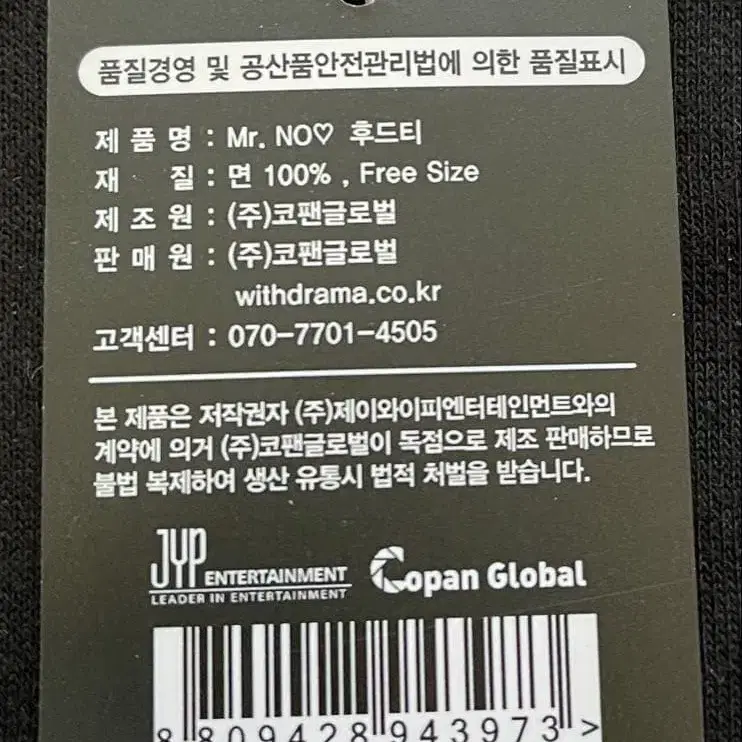 품질경영 및 공산품안전관리법에 의한 품질표시
제 품 명 : Mr. NO♡ 후드티
재 질 : 면 100% , Free Size
제 조 원 : (주)코팬글로벌
판 매 원 : (주)코팬글로벌
withdrama.co.kr
고객센터 : 070-7701-4505
본 제품은 저작권자 (주)제이와이피엔터테인먼트와의
계약에 의거 (주)코팬글로벌이 독점으로 제조 판매하므로
불법 복제하여 생산 유통시 법적 처벌을 받습니다.
JYP ENTERTAINMENT
LEADER IN ENTERTAINMENT
Copan Global
8 809428 943973 >